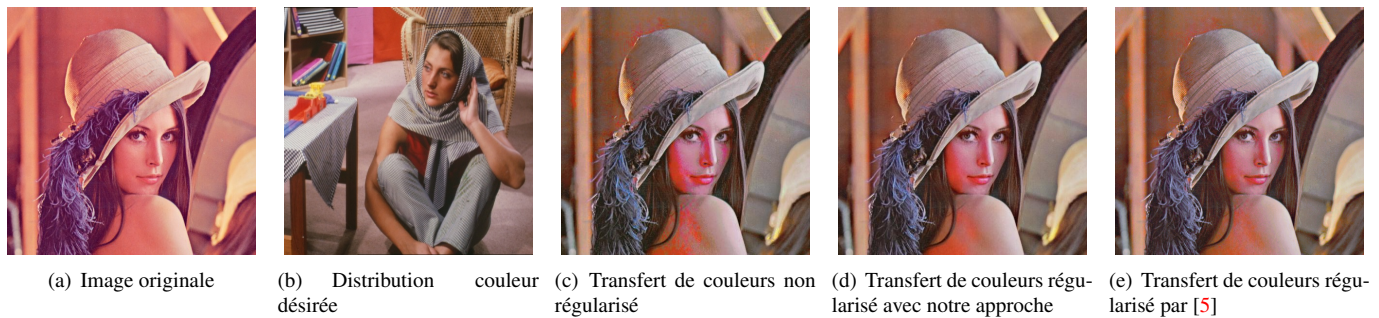 (a) Image originale
(b) Distribution couleur
désirée
(c) Transfert de couleurs non
régularisé
(d) Transfert de couleurs régu-
larisé avec notre approche
(e) Transfert de couleurs régu-
larisé par [5]